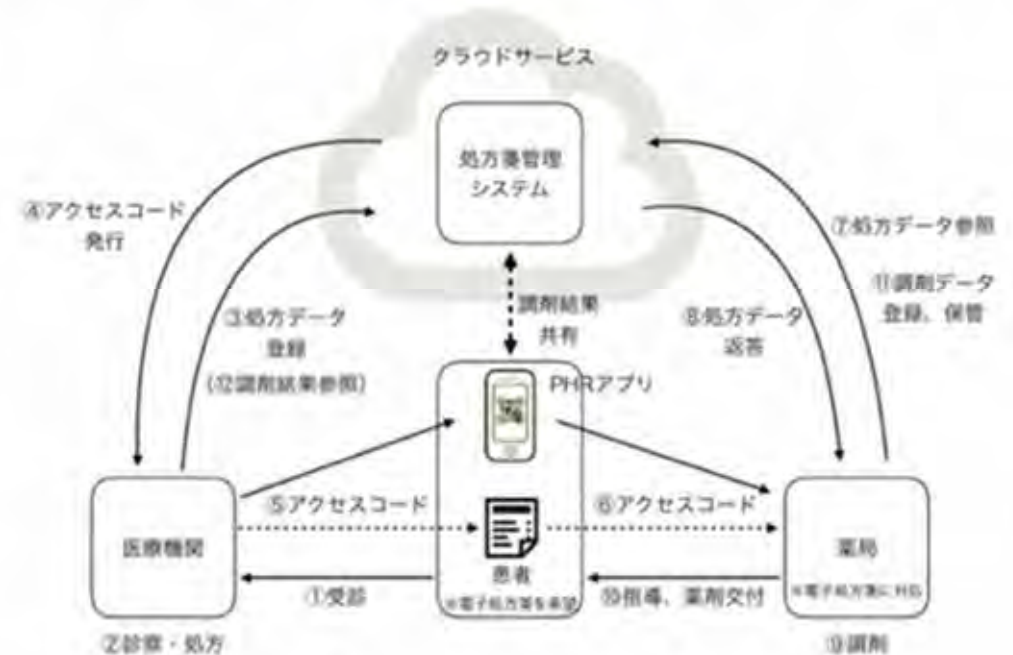 クラウドサービス
処方箋管理
システム
④アクセスコード
発行
③処方データ
登録
(⑫調剤結果参照)
調剤結果
共有
⑧処方データ
返答
⑦処方データ参照
⑪調剤データ
登録、保管
PHRアプリ
⑤アクセスコード
⑥アクセスコード
医療機関
患者
※電子処方箋を希望
薬局
※電子処方箋に対応
①受診
⑩指導、薬剤交付
②診察・処方
⑨調剤